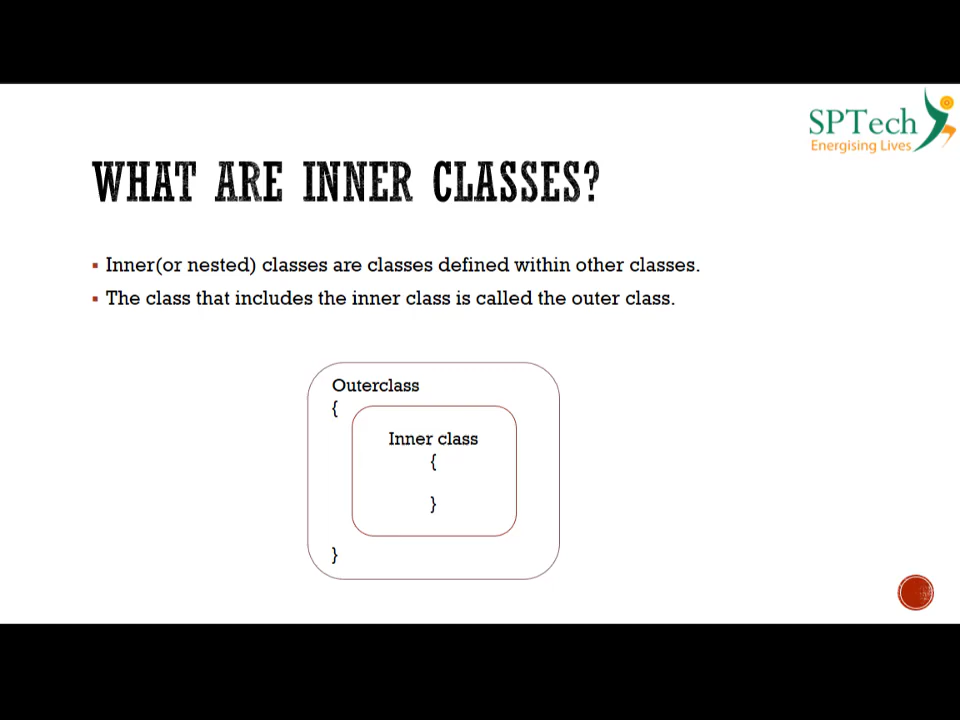 SPTech
Energising Lives
WHAT ARE INNER CLASSES?
▪ Inner(or nested) classes are classes defined within other classes.
▪ The class that includes the inner class is called the outer class.
Outerclass
{
Inner class
{
}
}